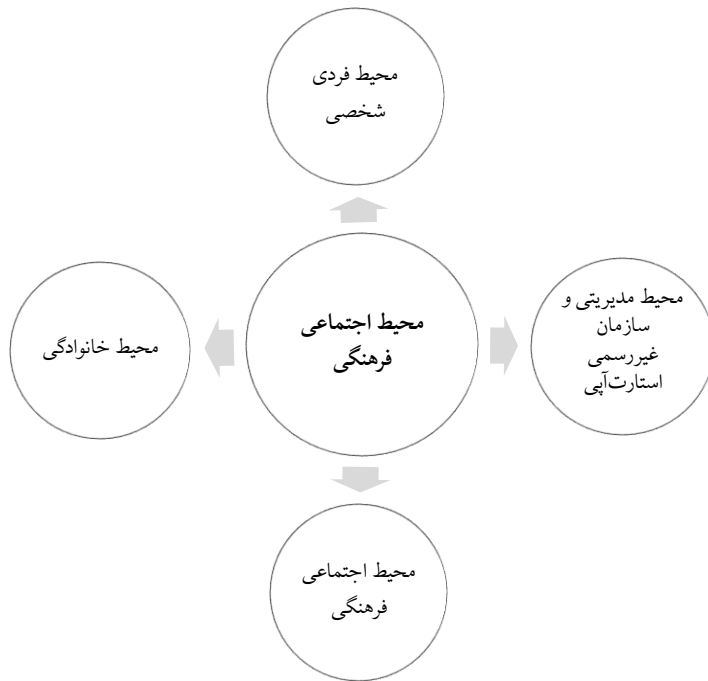 محیط فردی
شخصی
محیط مدیریتی و
سازمان
غیررسمی
استارت‌آپی
محیط اجتماعی
فرهنگی
محیط خانوادگی
محیط اجتماعی
فرهنگی